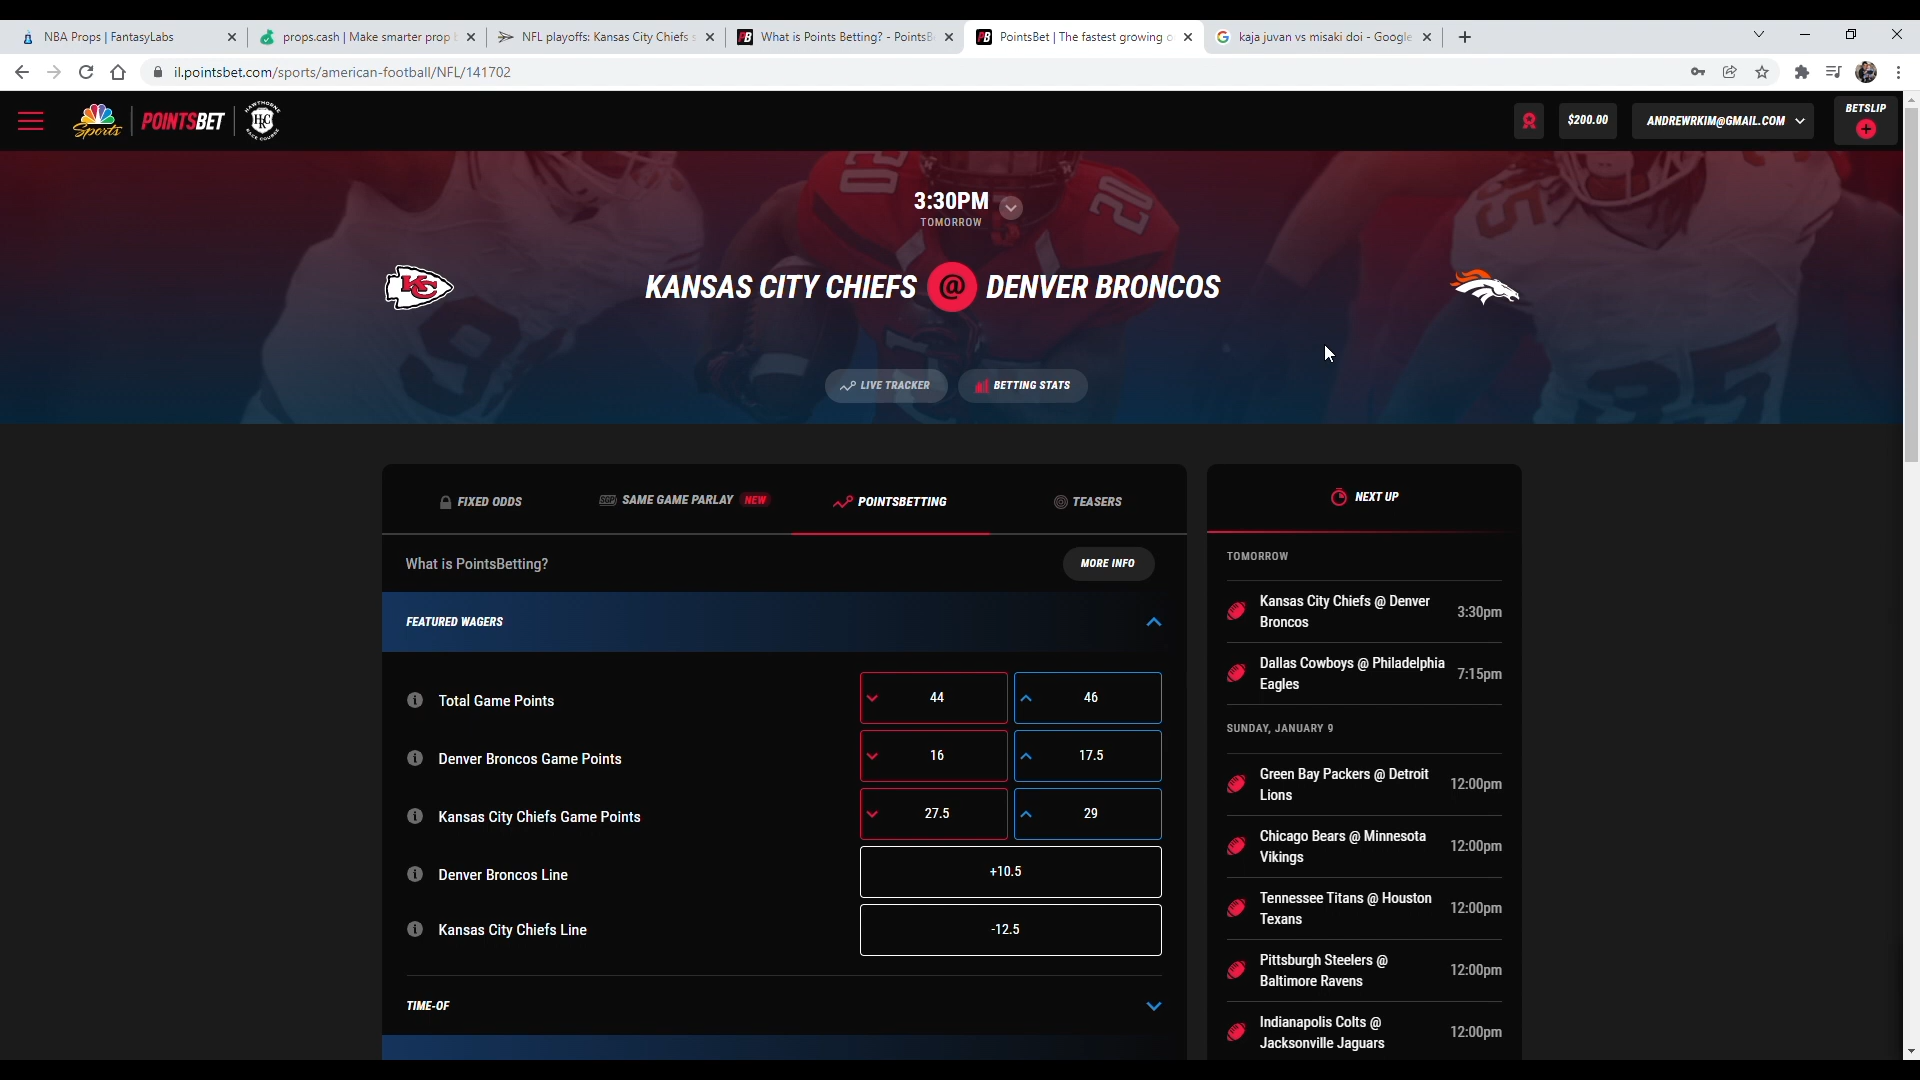 NBA Props | FantasyLabs
props.cash | Make smarter prop b
NFL playoffs: Kansas City Chiefs s
What is Points Betting? - PointsB
PointsBet | The fastest growing o
kaja juvan vs misaki doi - Google
il.pointsbet.com/sports/american-football/NFL/141702
Sports
POINTSBET
HAWTHORNE
HRC
RACE COURSE
$200.00
ANDREWRKIM@GMAIL.COM
BETSLIP
3:30PM
TOMORROW
KANSAS CITY CHIEFS @ DENVER BRONCOS
KC
LIVE TRACKER
BETTING STATS
FIXED ODDS
SGP SAME GAME PARLAY NEW
POINTSBETTING
TEASERS
What is PointsBetting?
MORE INFO
FEATURED WAGERS
Total Game Points
44
46
Denver Broncos Game Points
16
17.5
Kansas City Chiefs Game Points
27.5
29
Denver Broncos Line
+10.5
Kansas City Chiefs Line
-12.5
TIME-OF
NEXT UP
TOMORROW
Kansas City Chiefs @ Denver
Broncos
3:30pm
Dallas Cowboys @ Philadelphia
Eagles
7:15pm
SUNDAY, JANUARY 9
Green Bay Packers @ Detroit
Lions
12:00pm
Chicago Bears @ Minnesota
Vikings
12:00pm
Tennessee Titans @ Houston
Texans
12:00pm
Pittsburgh Steelers @
Baltimore Ravens
12:00pm
Indianapolis Colts @
Jacksonville Jaguars
12:00pm